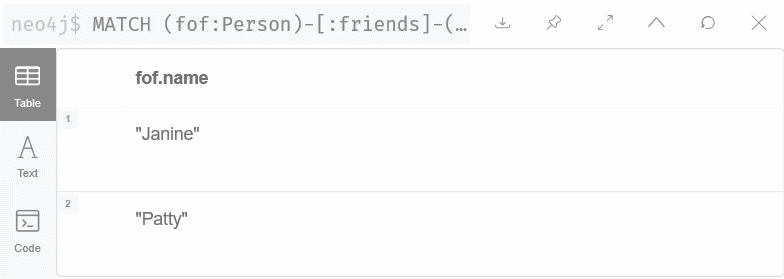 neo4j$ MATCH (fof:Person)-[:friends]-(…
fof.name
Table
1
"Janine"
Text
2
"Patty"
Code